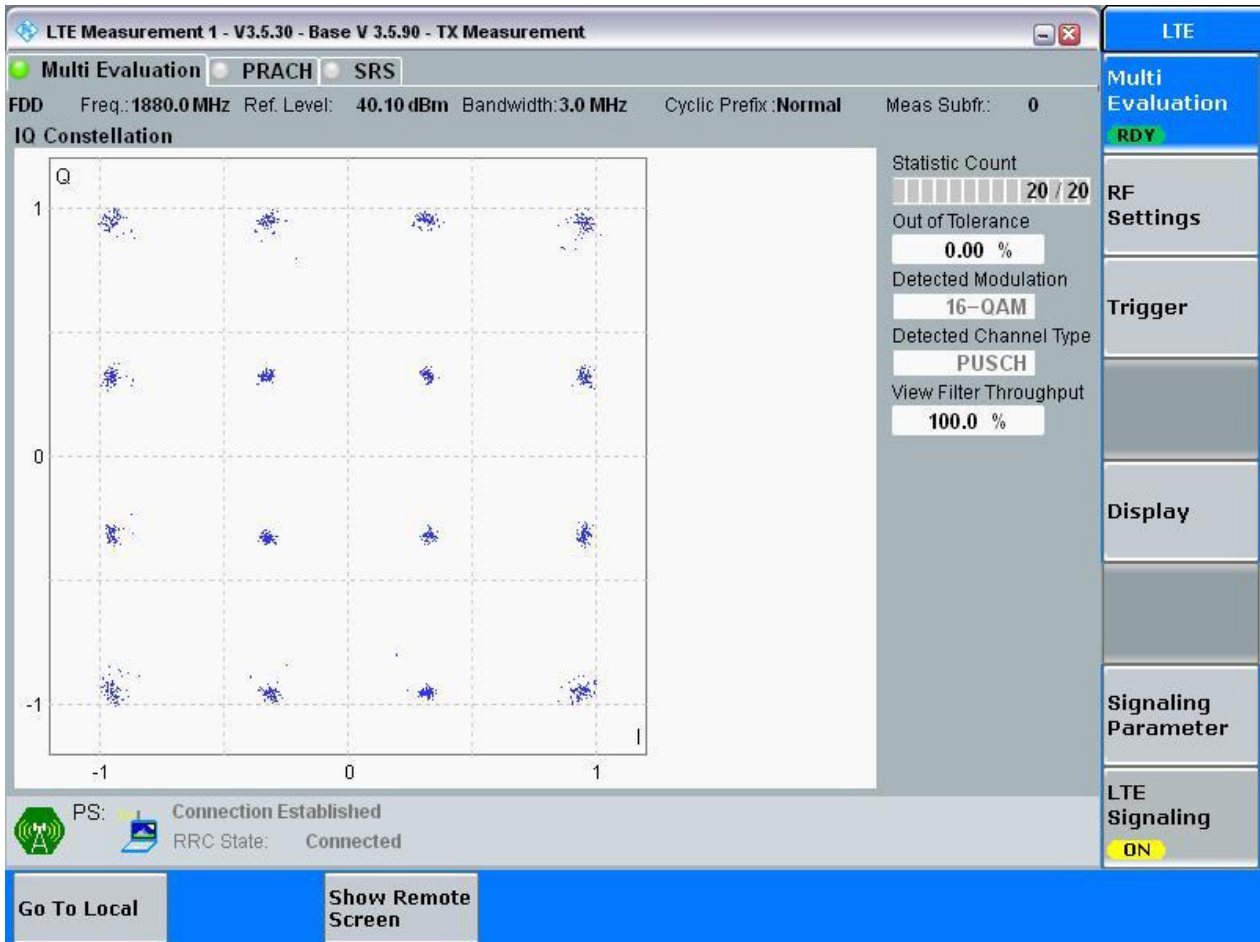 LTE Measurement 1 - V3.5.30 - Base V 3.5.90 - TX Measurement
LTE
Multi Evaluation PRACH SRS
FDD Freq.: 1880.0 MHz Ref. Level: 40.10 dBm Bandwidth: 3.0 MHz Cyclic Prefix : Normal Meas Subfr.: 0
IQ Constellation
Q
1
0
-1
I
-1 0 1
Statistic Count
20 / 20
Out of Tolerance
0.00 %
Detected Modulation
16-QAM
Detected Channel Type
PUSCH
View Filter Throughput
100.0 %
Multi
Evaluation
RDY
RF
Settings
Trigger
Display
Signaling
Parameter
LTE
Signaling
ON
PS: Connection Established
RRC State: Connected
Go To Local
Show Remote
Screen